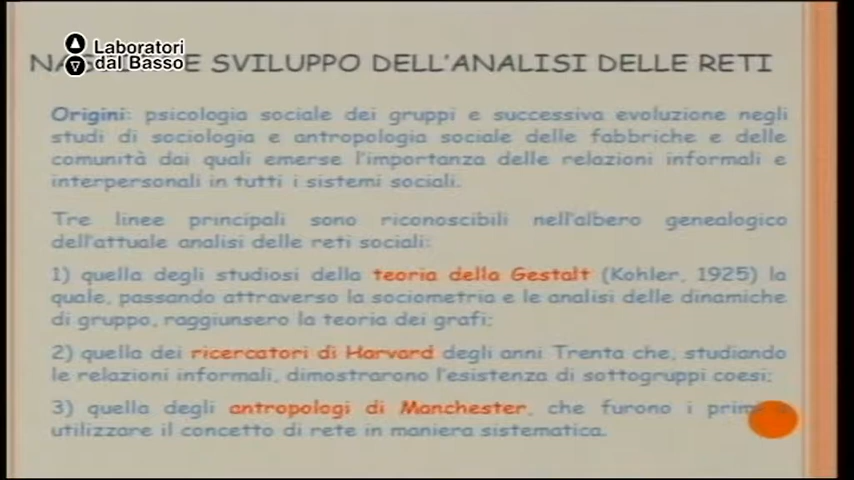 Laboratori
dal Basso
E SVILUPPO DELL'ANALISI DELLE RETI
Origini: psicologia sociale dei gruppi e successiva evoluzione negli
studi di sociologia e antropologia sociale delle fabbriche e delle
comunità dai quali emerse l'importanza delle relazioni informali e
interpersonali in tutti i sistemi sociali.
Tre linee principali sono riconoscibili nell'albero genealogico
dell'attuale analisi delle reti sociali:
1) quella degli studiosi della teoria della Gestalt (Kohler, 1925) la
quale, passando attraverso la sociometria e le analisi delle dinamiche
di gruppo, raggiunsero la teoria dei grafi;
2) quella dei ricercatori di Harvard degli anni Trenta che, studiando
le relazioni informali, dimostrarono l'esistenza di sottogruppi coesi;
3) quella degli antropologi di Manchester, che furono i primi a
utilizzare il concetto di rete in maniera sistematica.